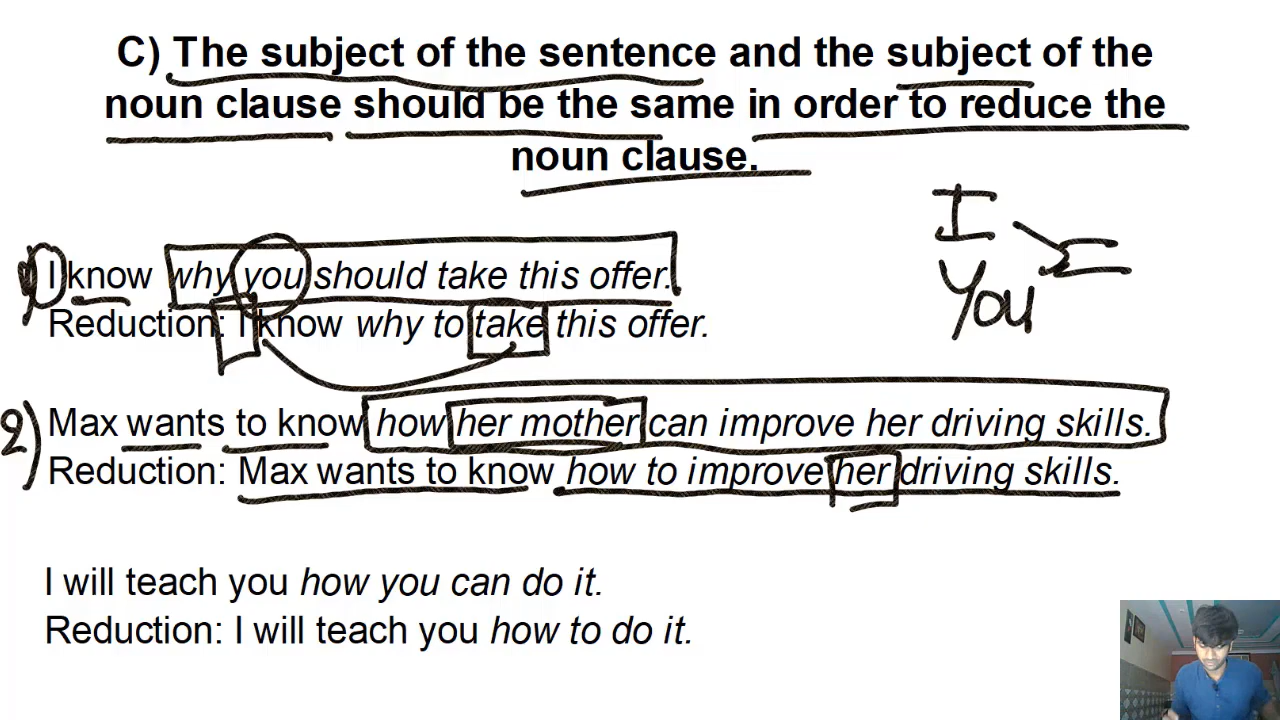 C) The subject of the sentence and the subject of the
noun clause should be the same in order to reduce the
noun clause.
I
You
1) I know why you should take this offer.
Reduction: I know why to take this offer.
2) Max wants to know how her mother can improve her driving skills.
Reduction: Max wants to know how to improve her driving skills.
I will teach you how you can do it.
Reduction: I will teach you how to do it.